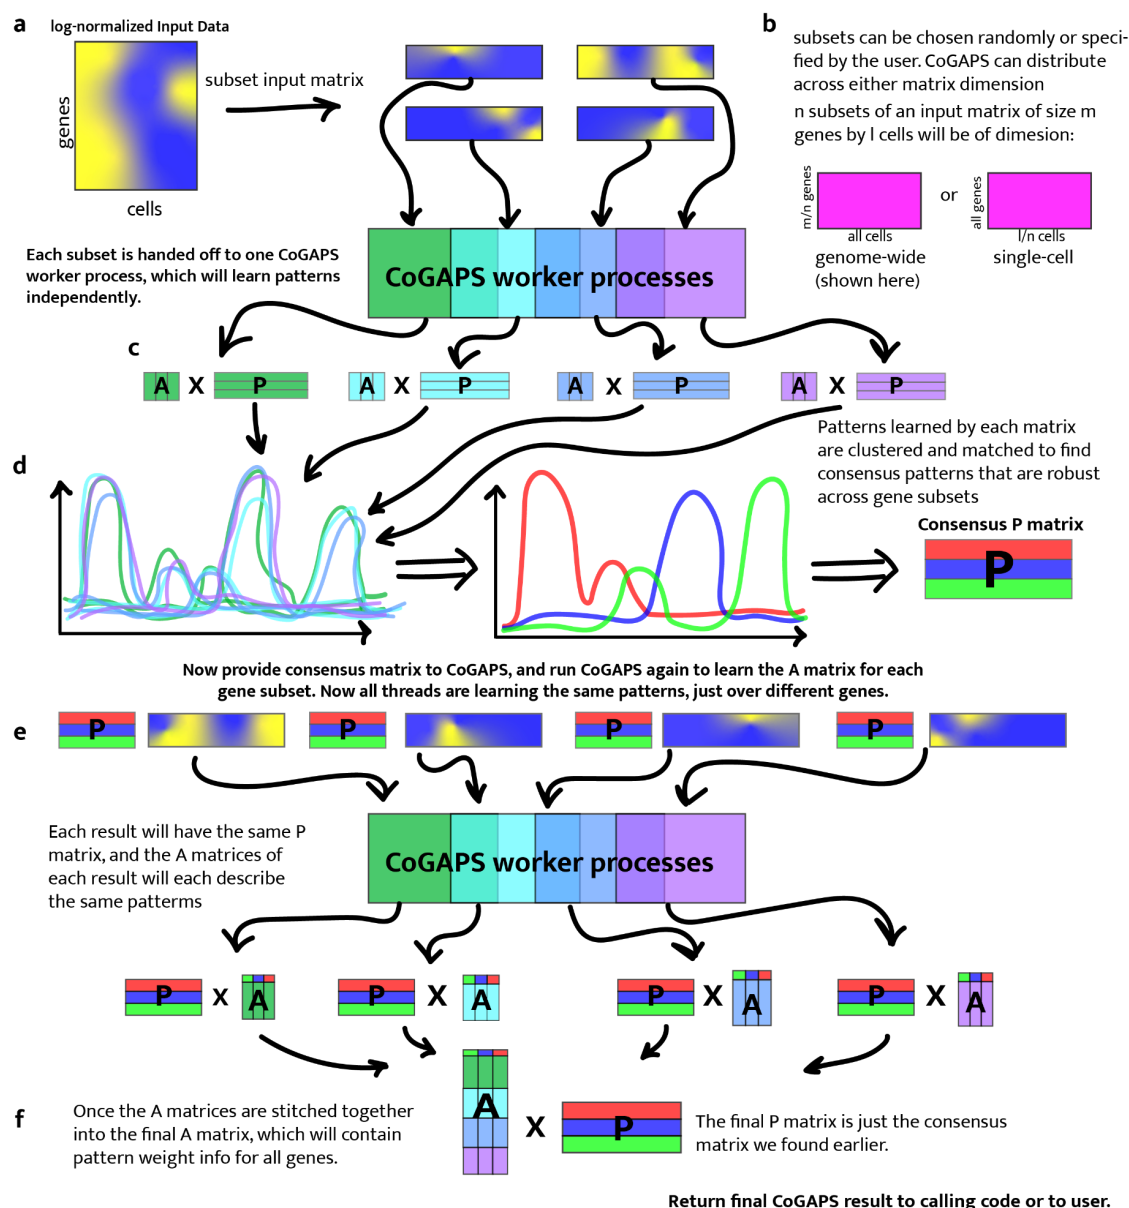 a
log-normalized Input Data
genes
cells
subset input matrix
b
subsets can be chosen randomly or speci-
fied by the user. CoGAPS can distribute
across either matrix dimension
n subsets of an input matrix of size m
genes by l cells will be of dimesion:
m/n genes
all cells
genome-wide
(shown here)
or
all genes
l/n cells
single-cell
Each subset is handed off to one CoGAPS
worker process, which will learn patterns
independently.
CoGAPS worker processes
c
A X P
A X P
A X P
A X P
Patterns learned by each matrix
are clustered and matched to find
consensus patterns that are robust
across gene subsets
d
Consensus P matrix
P
Now provide consensus matrix to CoGAPS, and run CoGAPS again to learn the A matrix for each
gene subset. Now all threads are learning the same patterns, just over different genes.
e
P
P
P
P
Each result will have the same P
matrix, and the A matrices of
each result will each describe
the same patterms
CoGAPS worker processes
P X A
P X A
P X A
P X A
f
Once the A matrices are stitched together
into the final A matrix, which will contain
pattern weight info for all genes.
A X P
The final P matrix is just the consensus
matrix we found earlier.
Return final CoGAPS result to calling code or to user.